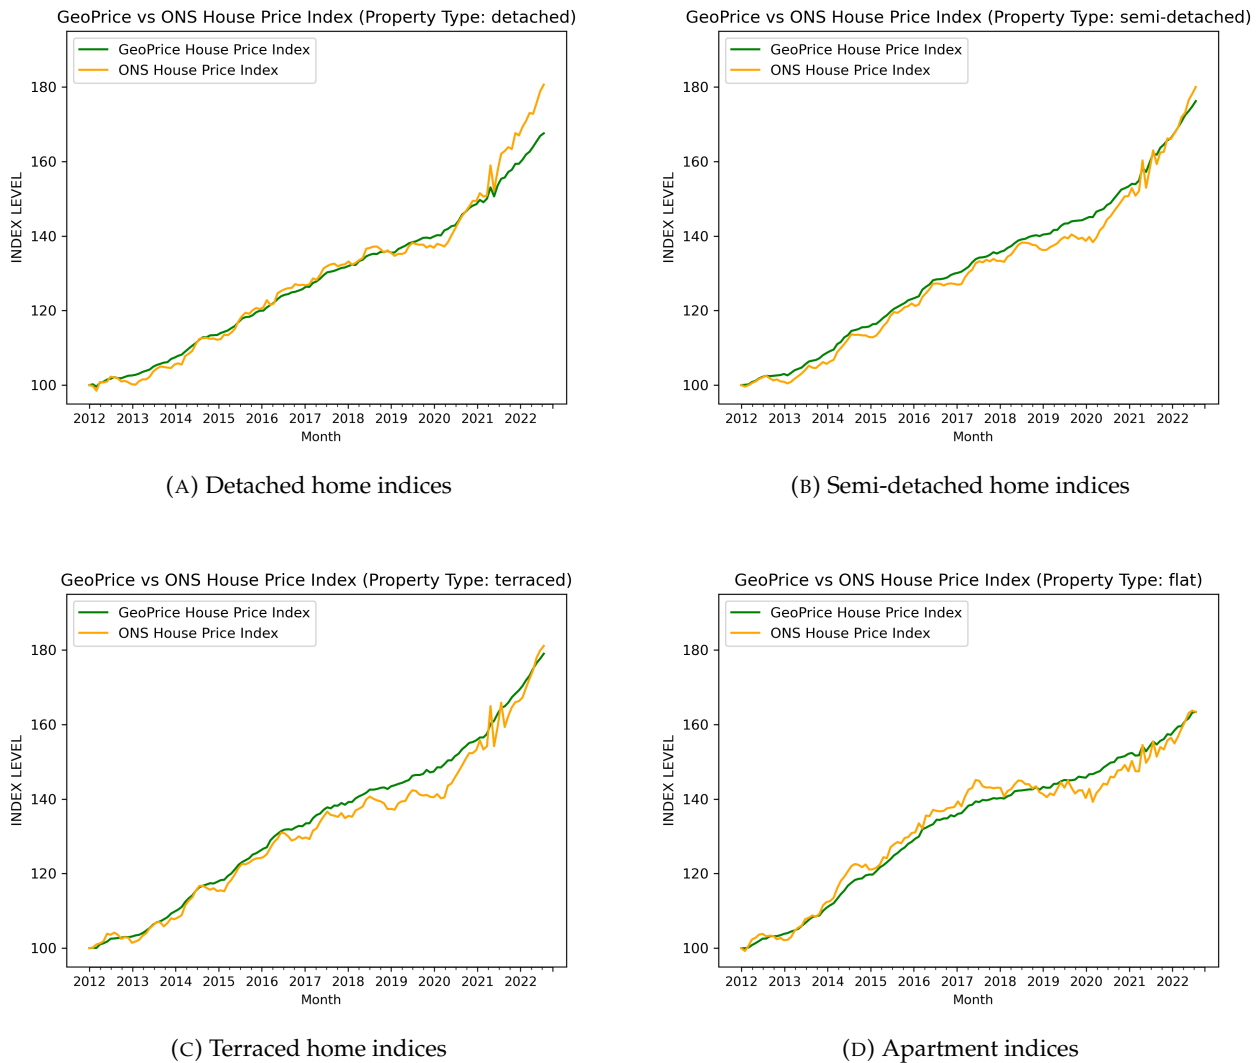 GeoPrice vs ONS House Price Index (Property Type: detached)
GeoPrice House Price Index
ONS House Price Index
INDEX LEVEL
180
160
140
120
100
2012 2013 2014 2015 2016 2017 2018 2019 2020 2021 2022
Month
(A) Detached home indices
GeoPrice vs ONS House Price Index (Property Type: semi-detached)
GeoPrice House Price Index
ONS House Price Index
INDEX LEVEL
180
160
140
120
100
2012 2013 2014 2015 2016 2017 2018 2019 2020 2021 2022
Month
(B) Semi-detached home indices
GeoPrice vs ONS House Price Index (Property Type: terraced)
GeoPrice House Price Index
ONS House Price Index
INDEX LEVEL
180
160
140
120
100
2012 2013 2014 2015 2016 2017 2018 2019 2020 2021 2022
Month
(C) Terraced home indices
GeoPrice vs ONS House Price Index (Property Type: flat)
GeoPrice House Price Index
ONS House Price Index
INDEX LEVEL
180
160
140
120
100
2012 2013 2014 2015 2016 2017 2018 2019 2020 2021 2022
Month
(D) Apartment indices